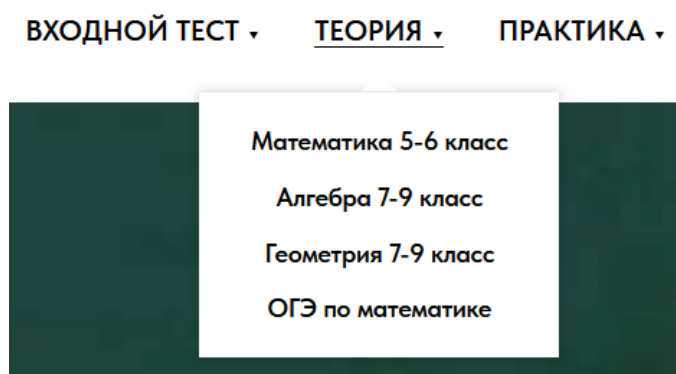 ВХОДНОЙ ТЕСТ ▾ ТЕОРИЯ ▾ ПРАКТИКА ▾
Математика 5-6 класс
Алгебра 7-9 класс
Геометрия 7-9 класс
ОГЭ по математике